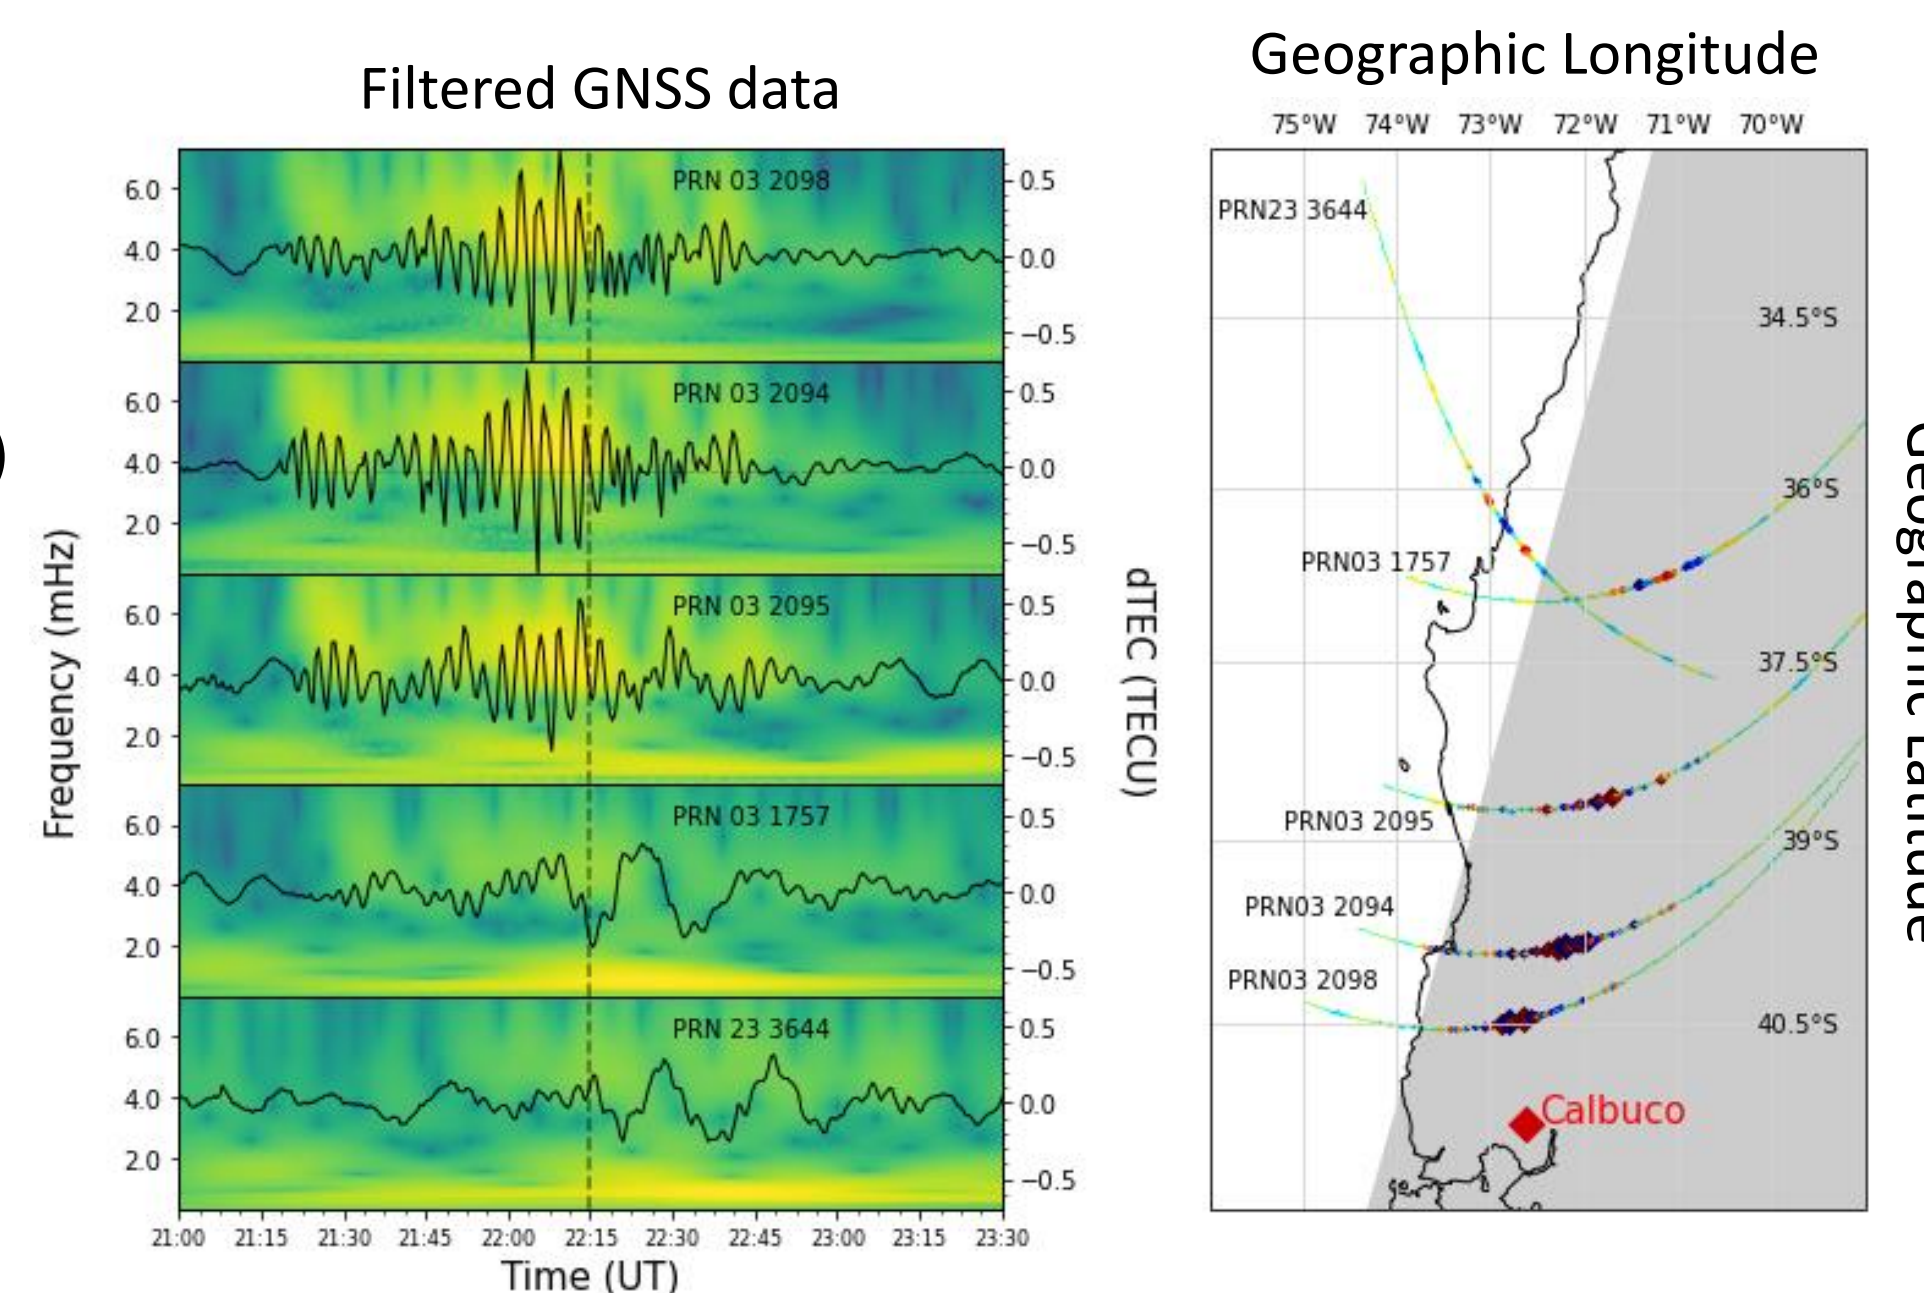 Filtered GNSS data
Frequency (mHz)
6.0
4.0
2.0
PRN 03 2098
0.5
0.0
−0.5
6.0
4.0
2.0
PRN 03 2094
0.5
0.0
−0.5
6.0
4.0
2.0
PRN 03 2095
0.5
0.0
−0.5
6.0
4.0
2.0
PRN 03 1757
0.5
0.0
−0.5
6.0
4.0
2.0
PRN 23 3644
0.5
0.0
−0.5
21:00 21:15 21:30 21:45 22:00 22:15 22:30 22:45 23:00 23:15 23:30
Time (UT)
dTEC (TECU)
Geographic Longitude
75°W 74°W 73°W 72°W 71°W 70°W
PRN23 3644
34.5°S
36°S
PRN03 1757
37.5°S
PRN03 2095
39°S
PRN03 2094
PRN03 2098
40.5°S
Calbuco
Geographic Latitude
)